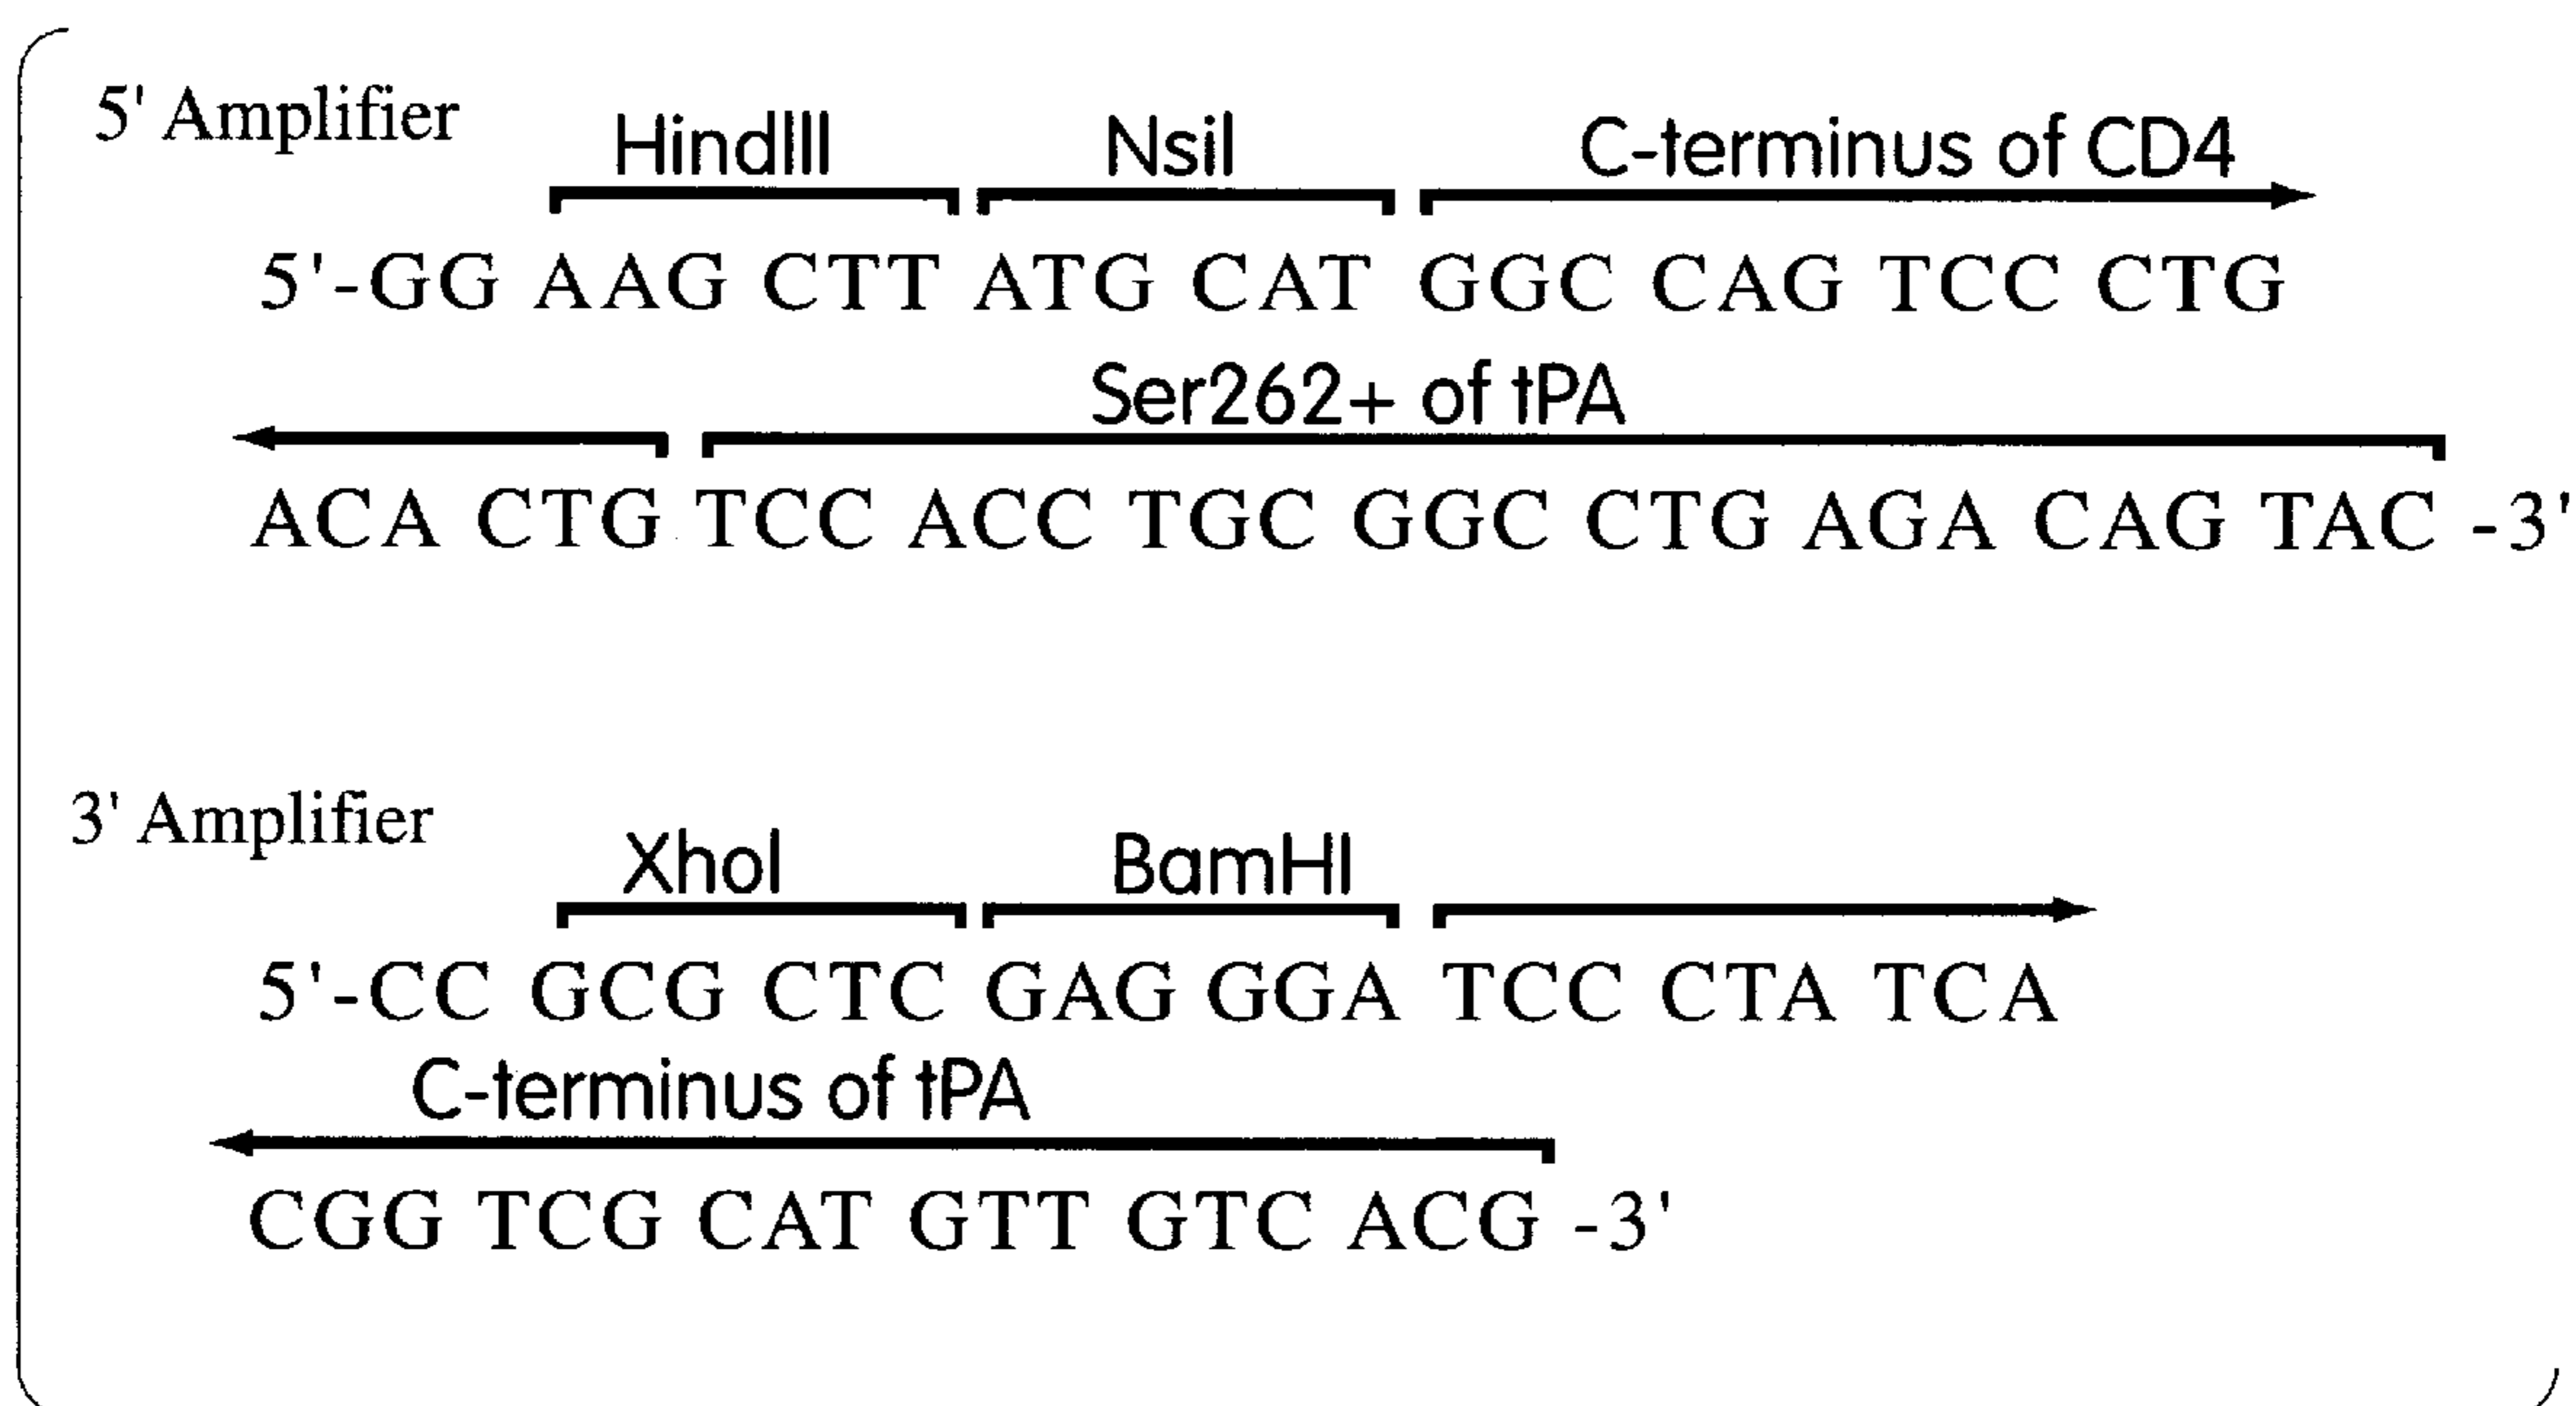 5' Amplifier
HindIII NsiI C-terminus of CD4
5'-GG AAG CTT ATG CAT GGC CAG TCC CTG
Ser262+ of tPA
ACA CTG TCC ACC TGC GGC CTG AGA CAG TAC -3'
3' Amplifier
XhoI BamHI
5'-CC GCG CTC GAG GGA TCC CTA TCA
C-terminus of tPA
CGG TCG CAT GTT GTC ACG -3'